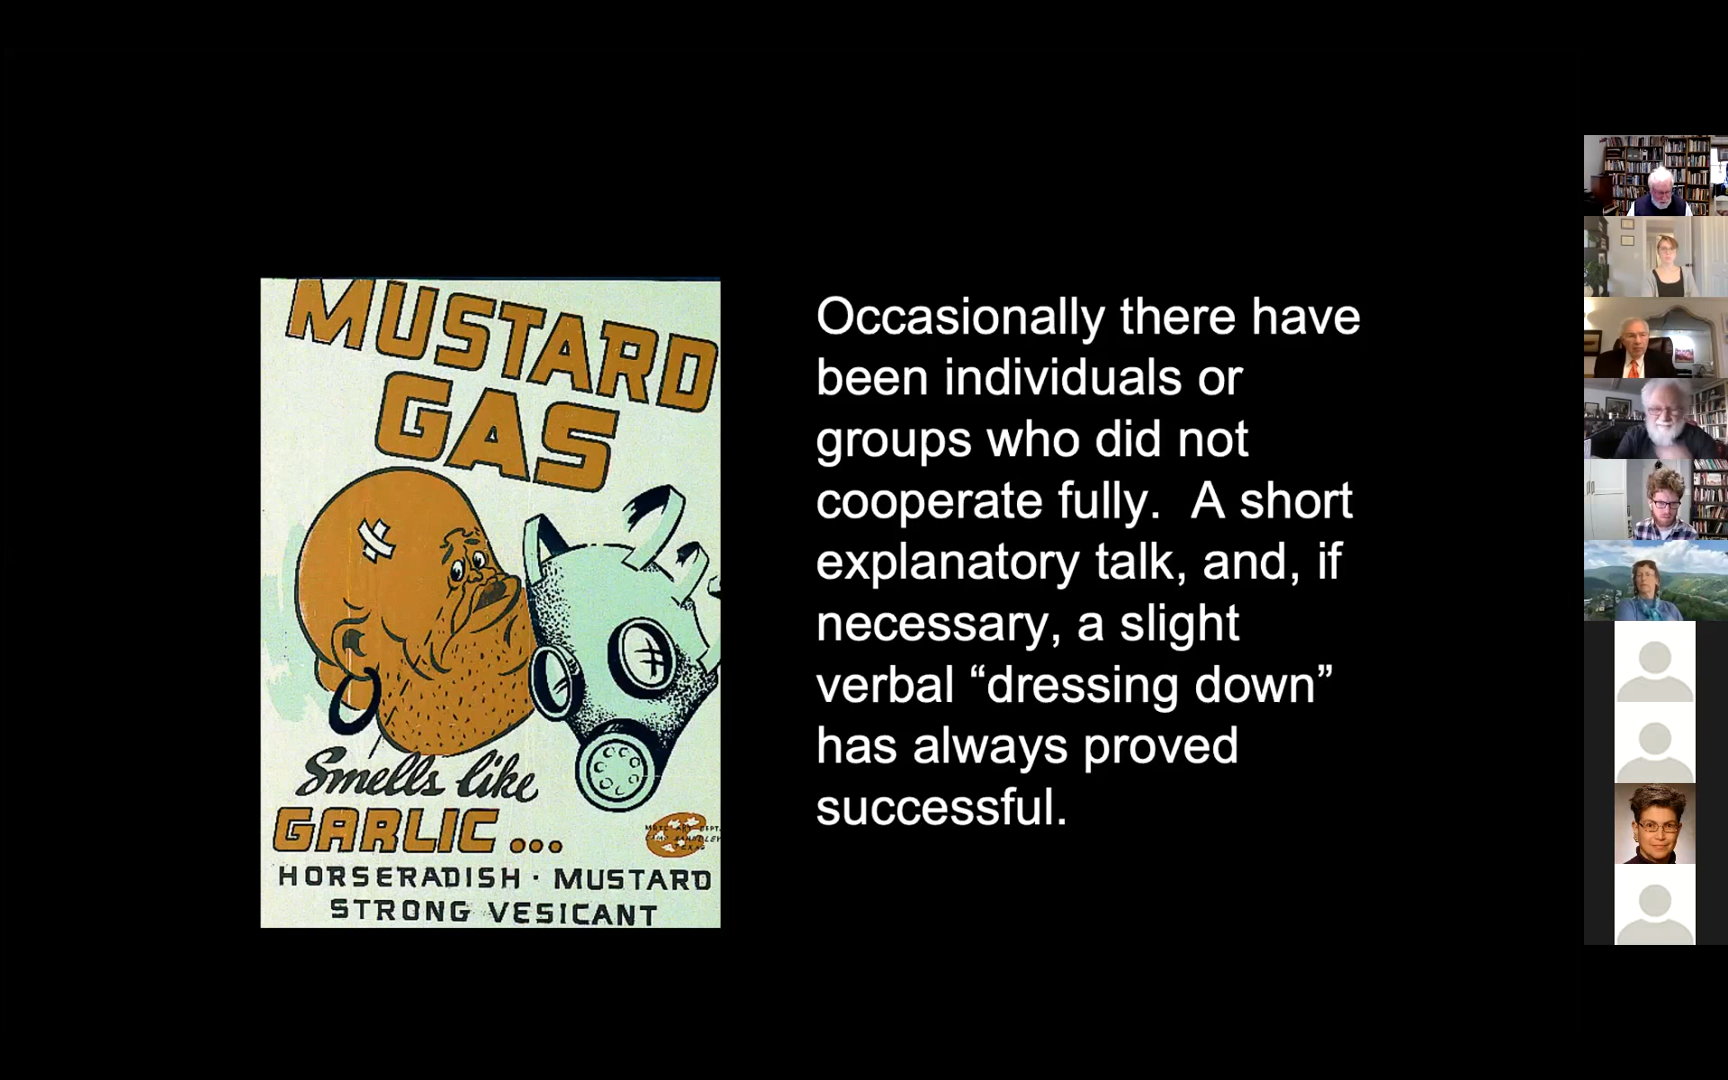 MUSTARD
GAS
Smells like
GARLIC...
HORSERADISH · MUSTARD
STRONG VESICANT
Occasionally there have
been individuals or
groups who did not
cooperate fully.  A short
explanatory talk, and, if
necessary, a slight
verbal “dressing down”
has always proved
successful.